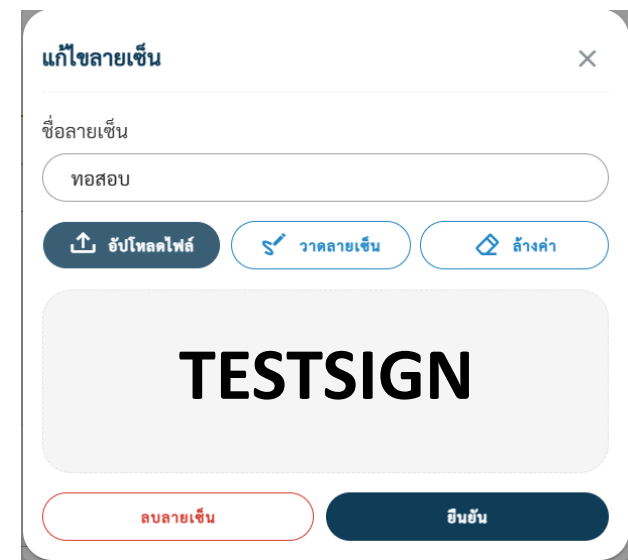 แก้ไขลายเซ็น
ชื่อลายเซ็น
ทอสอบ
อัปโหลดไฟล์ วาดลายเซ็น ล้างค่า
TESTSIGN
ลบลายเซ็น ยืนยัน